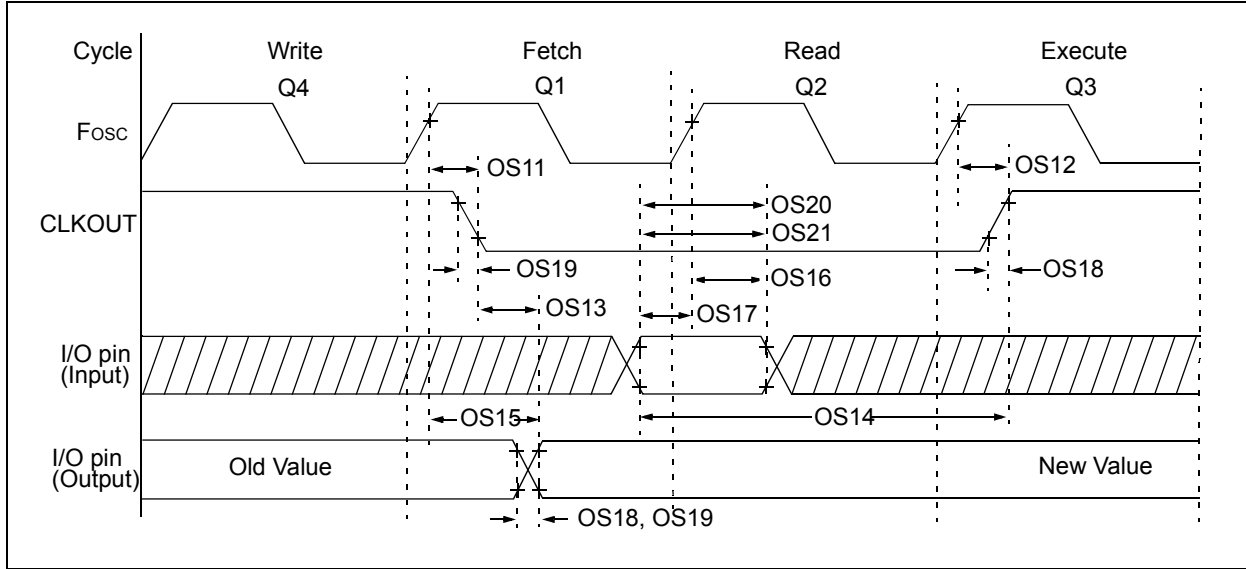 Cycle Write Fetch Read Execute
Q4 Q1 Q2 Q3
FOSC
OS11 OS12
CLKOUT
OS20
OS21
OS19 OS16 OS18
OS13 OS17
I/O pin
(Input)
OS15 OS14
I/O pin
(Output)
Old Value New Value
OS18, OS19